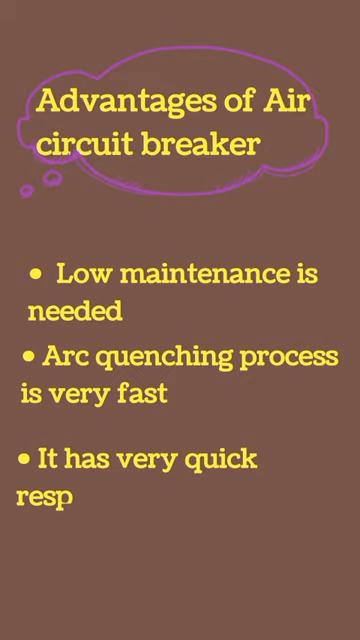 Advantages of Air
circuit breaker
● Low maintenance is
needed
● Arc quenching process
is very fast
● It has very quick
resp